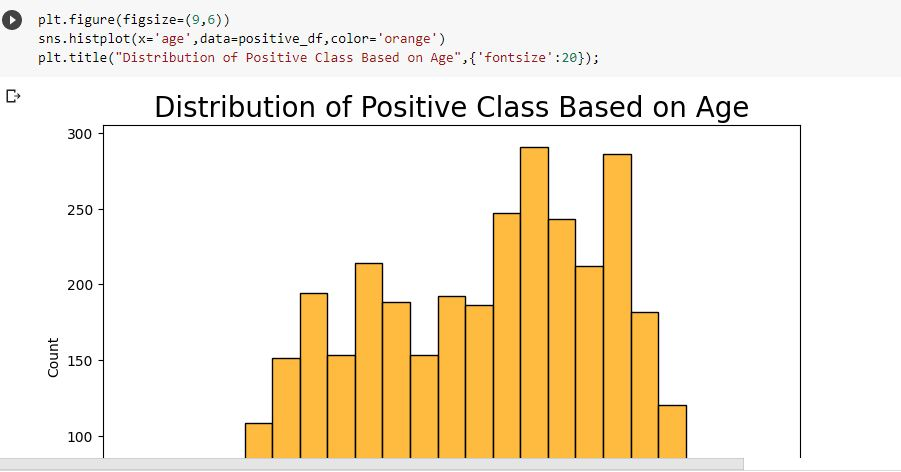 plt.figure(figsize=(9,6))
sns.histplot(x='age',data=positive_df,color='orange')
plt.title("Distribution of Positive Class Based on Age",{'fontsize':20});
Distribution of Positive Class Based on Age
300
250
200
150
100
Count